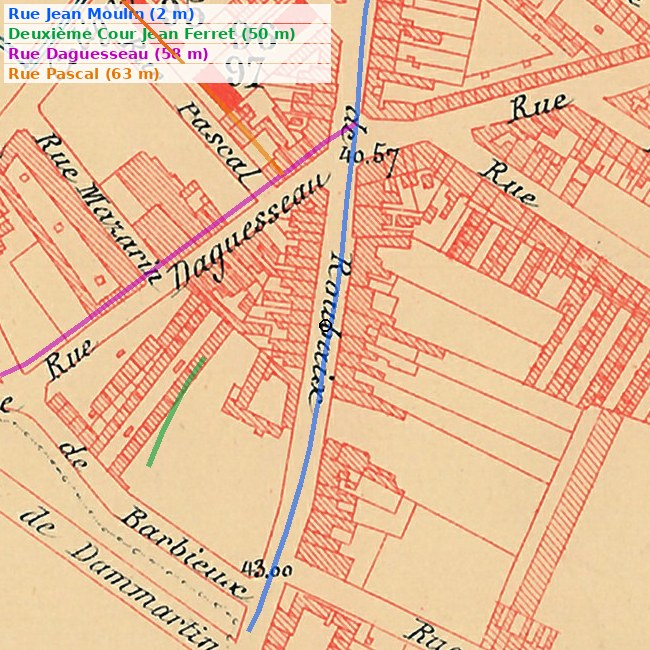 Rue Jean Moulin (2 m)
Deuxième Cour Jean Ferret (50 m)
Rue Daguesseau (58 m)
Rue Pascal (63 m)
97
Pascal
de
40.57
Rue
Rue
Rue Mazarin
Rue Daguesseau
Roubaix
de
Barbieux
de Dammartin
43.00
Rue